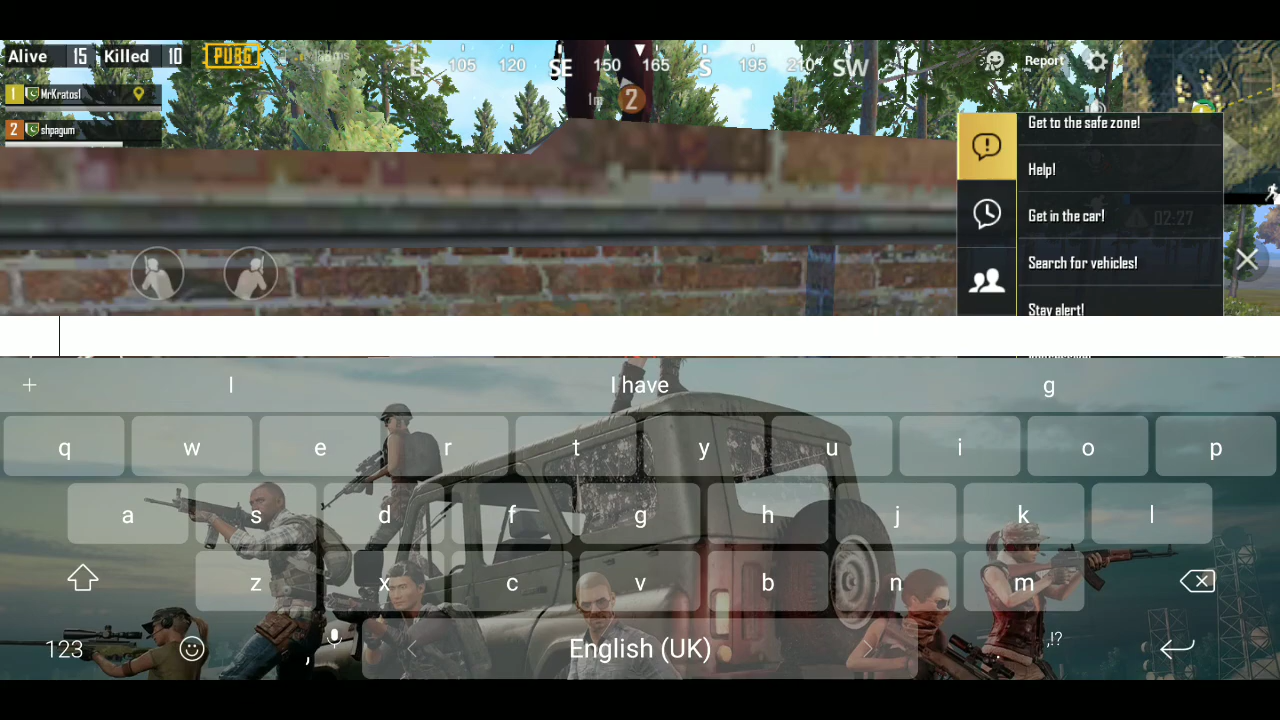 Alive 15 Killed 10 PUBG
E 105 120 SE 150 165 S 195 210 SW
Report
1 MrKratosl
2 shpagum
1m 2
Get to the safe zone!
Help!
Get in the car!
02:27
Search for vehicles!
Stay alert!
+ I I have g
q w e r t y u i o p
a s d f g h j k l
z x c v b n m
123 , English (UK) . ,!?